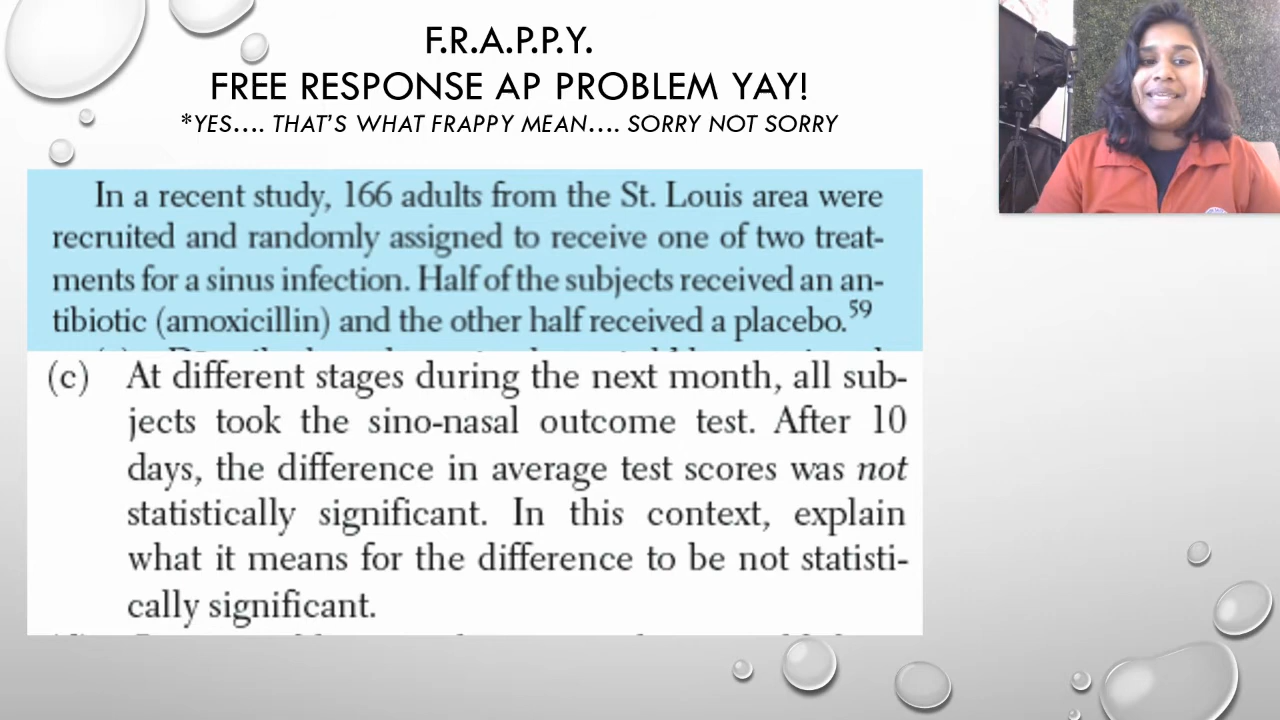 F.R.A.P.P.Y.
FREE RESPONSE AP PROBLEM YAY!
*YES.... THAT'S WHAT FRAPPY MEAN.... SORRY NOT SORRY
In a recent study, 166 adults from the St. Louis area were
recruited and randomly assigned to receive one of two treat-
ments for a sinus infection. Half of the subjects received an an-
tibiotic (amoxicillin) and the other half received a placebo.59
(c) At different stages during the next month, all sub-
jects took the sino-nasal outcome test. After 10
days, the difference in average test scores was not
statistically significant. In this context, explain
what it means for the difference to be not statisti-
cally significant.